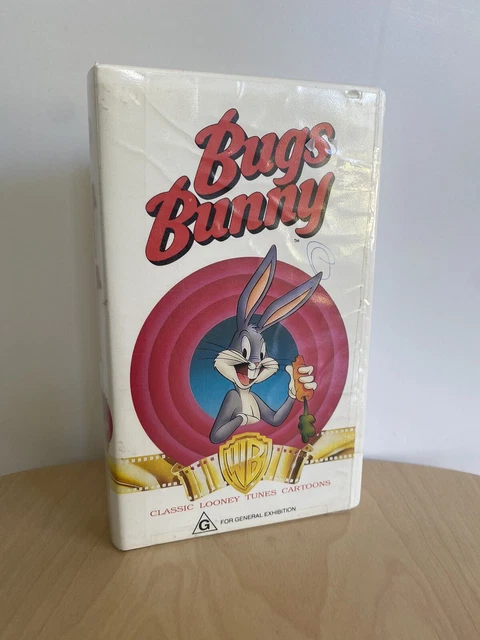 Bugs
Bunny
TM
WB
CLASSIC LOONEY TUNES CARTOONS
G FOR GENERAL EXHIBITION